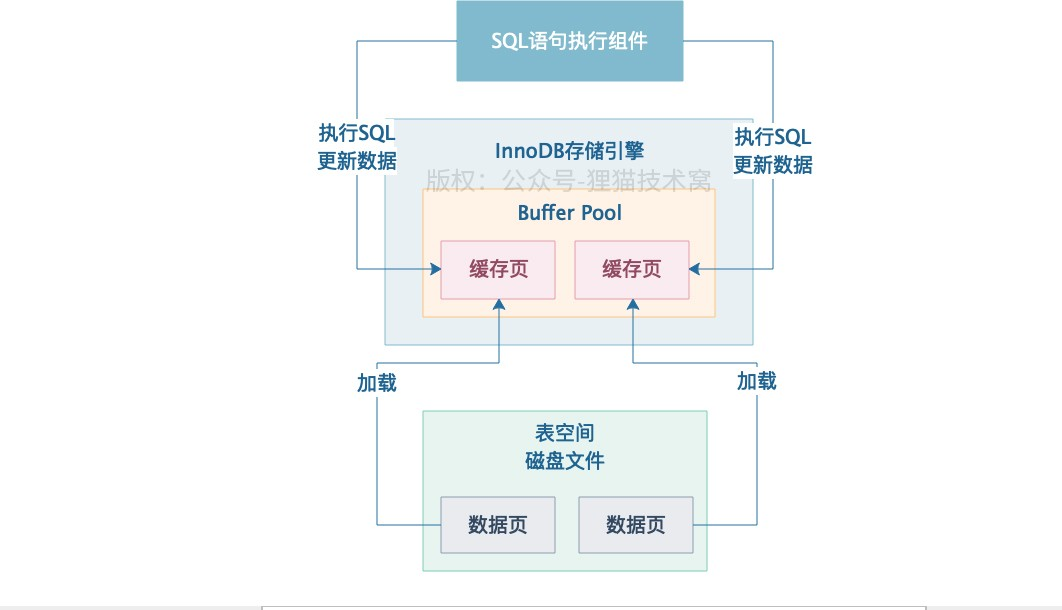 SQL语句执行组件
执行SQL
更新数据
执行SQL
更新数据
InnoDB存储引擎
版权：公众号-狸猫技术窝
Buffer Pool
缓存页
缓存页
加载
加载
表空间
磁盘文件
数据页
数据页